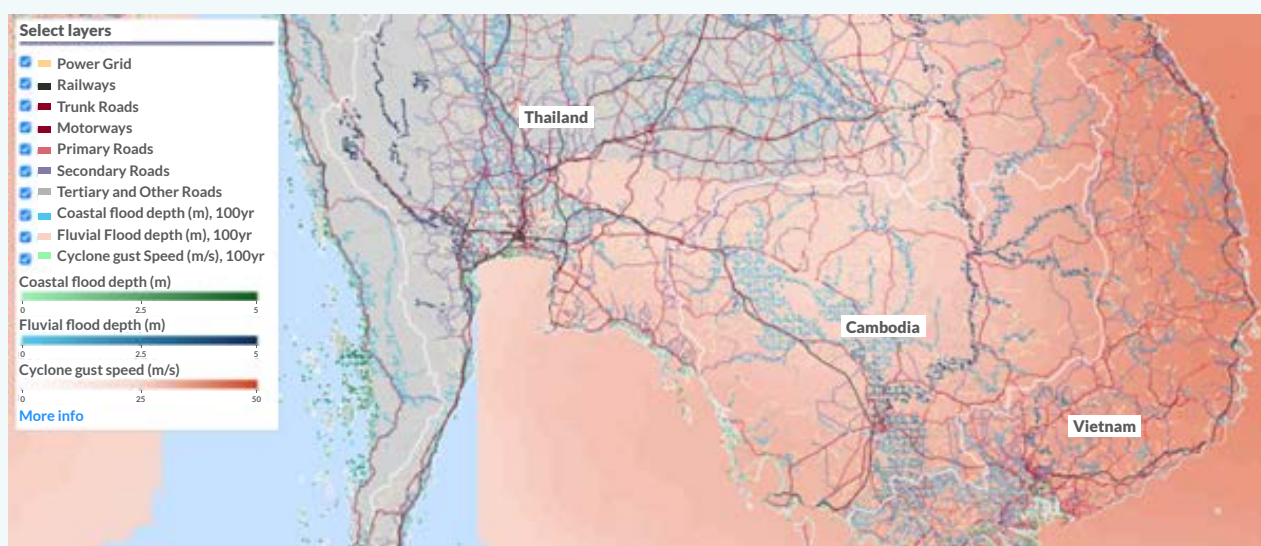 Select layers
Power Grid
Railways
Trunk Roads
Motorways
Primary Roads
Secondary Roads
Tertiary and Other Roads
Coastal flood depth (m), 100yr
Fluvial Flood depth (m), 100yr
Cyclone gust Speed (m/s), 100yr
Coastal flood depth (m)
0 2.5 5
Fluvial flood depth (m)
0 2.5 5
Cyclone gust speed (m/s)
0 25 50
More info
Thailand
Cambodia
Vietnam